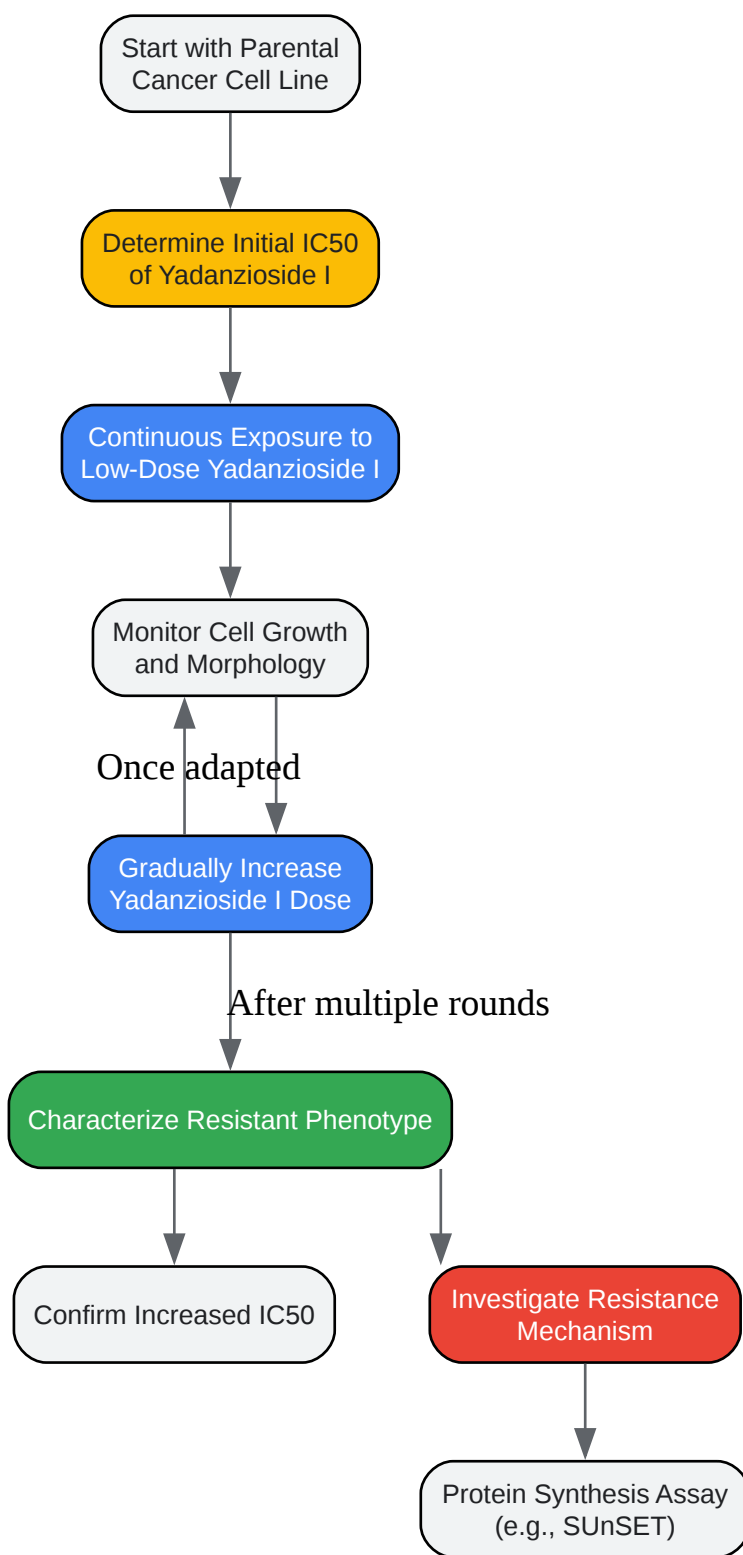 Start with Parental
Cancer Cell Line
Determine Initial IC50
of Yadanzioside I
Continuous Exposure to
Low-Dose Yadanzioside I
Monitor Cell Growth
and Morphology
Once adapted
Gradually Increase
Yadanzioside I Dose
After multiple rounds
Characterize Resistant Phenotype
Confirm Increased IC50
Investigate Resistance
Mechanism
Protein Synthesis Assay
(e.g., SUnSET)